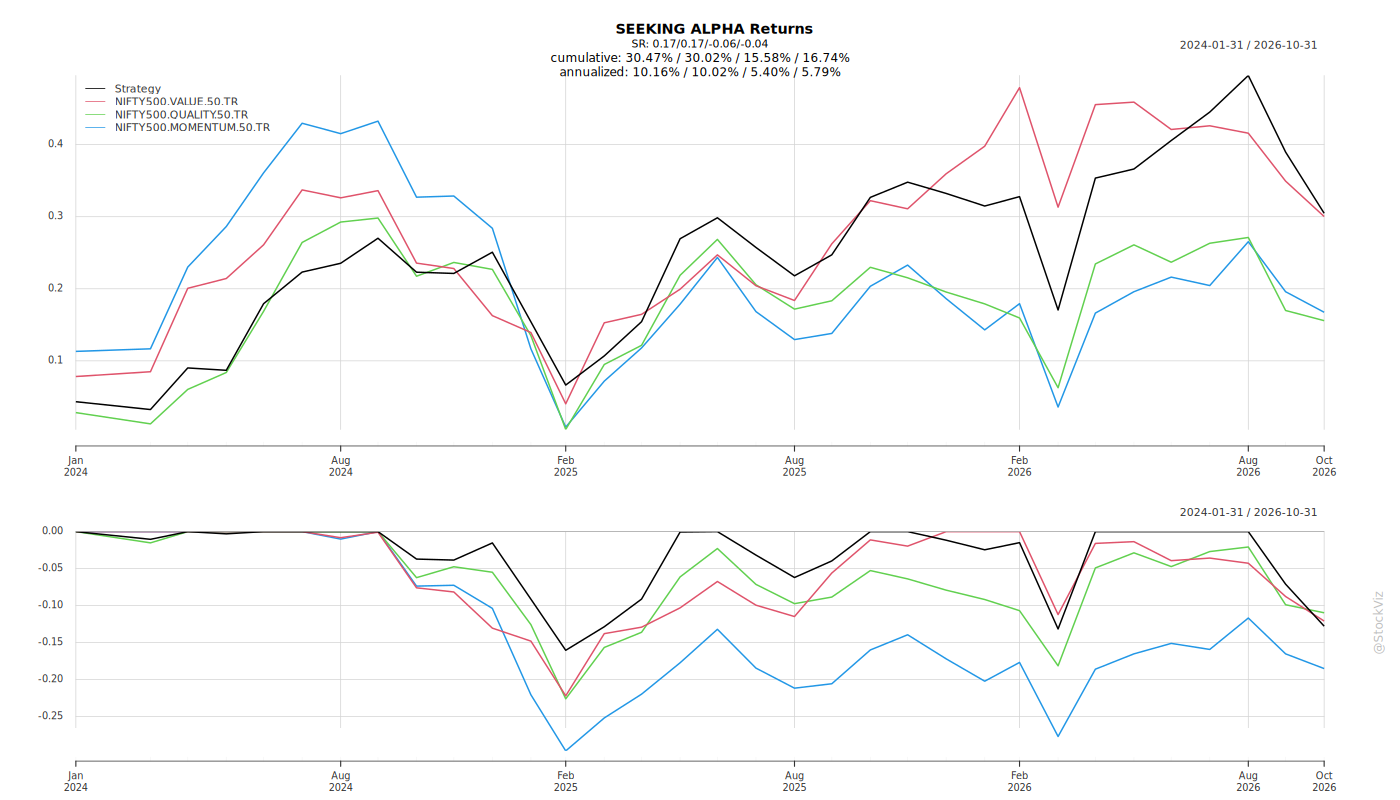 SEEKING ALPHA Returns
SR: 0.17/0.17/-0.06/-0.04
cumulative: 30.47% / 30.02% / 15.58% / 16.74%
annualized: 10.16% / 10.02% / 5.40% / 5.79%
2024-01-31 / 2026-10-31
Strategy
NIFTY500.VALUE.50.TR
NIFTY500.QUALITY.50.TR
NIFTY500.MOMENTUM.50.TR
0.4
0.3
0.2
0.1
Jan Aug Feb Aug Feb Aug Oct
2024 2024 2025 2025 2026 2026 2026
2024-01-31 / 2026-10-31
0.00
-0.05
-0.10
-0.15
-0.20
-0.25
Jan Aug Feb Aug Feb Aug Oct
2024 2024 2025 2025 2026 2026 2026
@StockViz